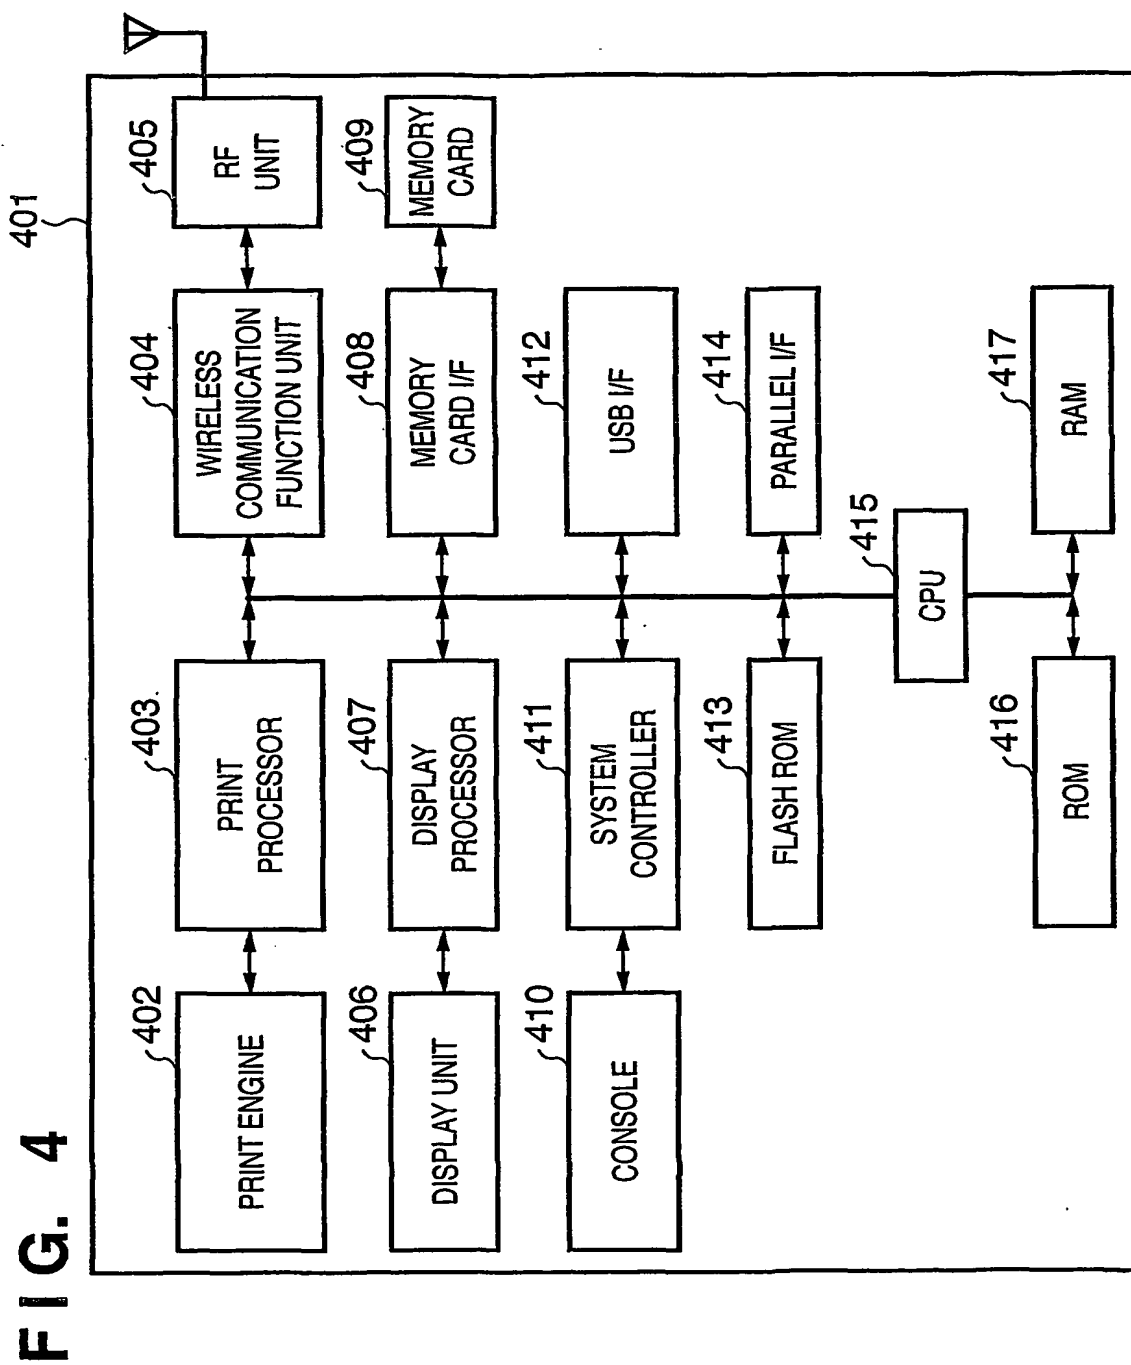 FIG. 4
401
402
PRINT ENGINE
403
PRINT
PROCESSOR
404
WIRELESS
COMMUNICATION
FUNCTION UNIT
405
RF
UNIT
406
DISPLAY UNIT
407
DISPLAY
PROCESSOR
408
MEMORY
CARD I/F
409
MEMORY
CARD
410
CONSOLE
411
SYSTEM
CONTROLLER
412
USB I/F
413
FLASH ROM
414
PARALLEL I/F
415
CPU
416
ROM
417
RAM